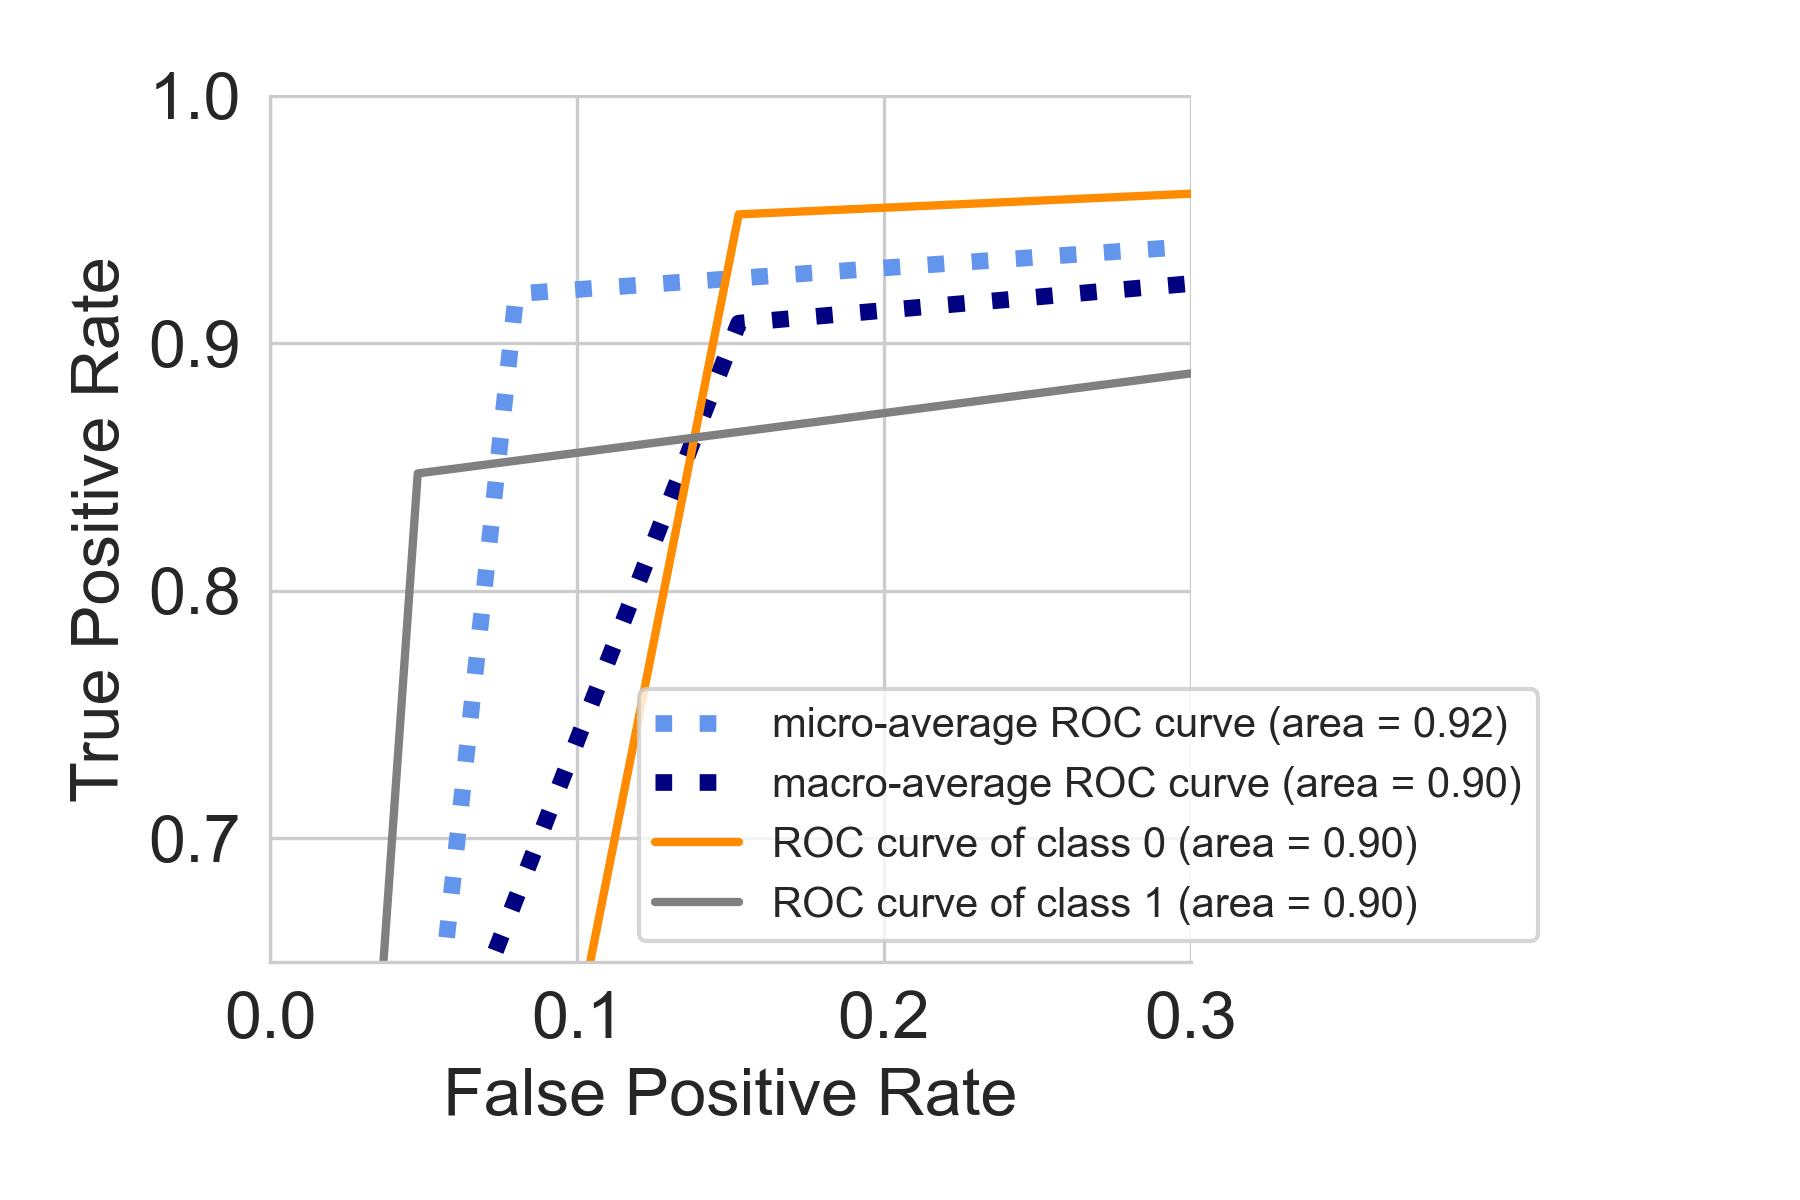 1.0
0.9
0.8
0.7
True Positive Rate
micro-average ROC curve (area = 0.92)
macro-average ROC curve (area = 0.90)
ROC curve of class 0 (area = 0.90)
ROC curve of class 1 (area = 0.90)
0.0 0.1 0.2 0.3
False Positive Rate